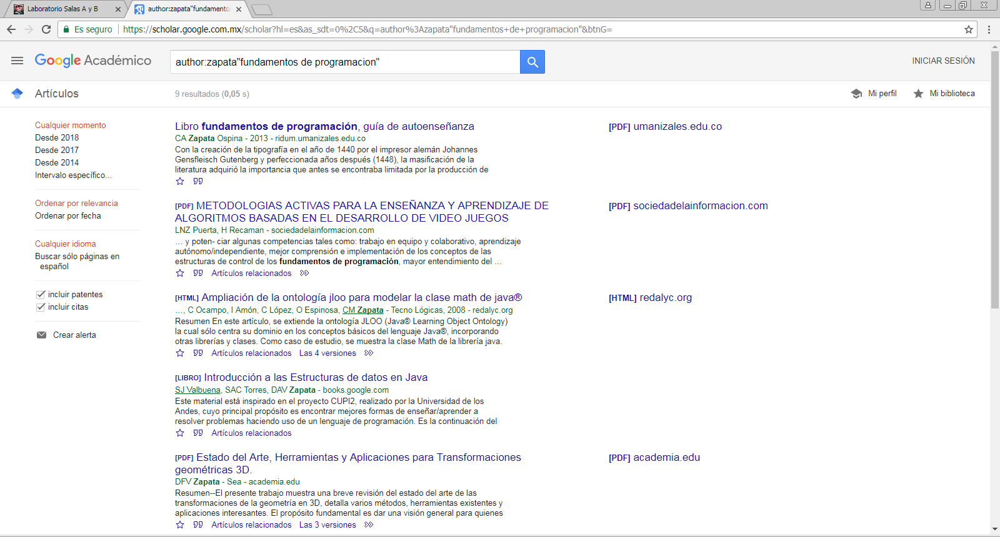 Laboratorio Salas A y B
author:zapata"fundamento
Es seguro
https://scholar.google.com.mx/scholar?hl=es&as_sdt=0%2C5&q=author%3Azapata"fundamentos+de+programacion"&btnG=
Google Académico
author:zapata"fundamentos de programacion"
INICIAR SESIÓN
Artículos
9 resultados (0,05 s)
Mi perfil
Mi biblioteca
Cualquier momento
Desde 2018
Desde 2017
Desde 2014
Intervalo específico...
Ordenar por relevancia
Ordenar por fecha
Cualquier idioma
Buscar sólo páginas en
español
incluir patentes
incluir citas
Crear alerta
Libro fundamentos de programación, guía de autoenseñanza
[PDF] umanizales.edu.co
CA Zapata Ospina - 2013 - ridum.umanizales.edu.co
Con la creación de la tipografía en el año de 1440 por el impresor alemán Johannes
Gensfleisch Gutenberg y perfeccionada años después (1448), la masificación de la
literatura adquirió la importancia que antes se encontraba limitada por la producción de
[PDF] METODOLOGIAS ACTIVAS PARA LA ENSEÑANZA Y APRENDIZAJE DE
ALGORITMOS BASADAS EN EL DESARROLLO DE VIDEO JUEGOS
[PDF] sociedadelainformacion.com
LNZ Puerta, H Recaman - sociedadelainformacion.com
… y poten- ciar algunas competencias tales como: trabajo en equipo y colaborativo, aprendizaje
autónomo/independiente, mejor comprensión e implementación de los conceptos de las
estructuras de control de los fundamentos de programación, mayor entendimiento del …
Artículos relacionados
[HTML] Ampliación de la ontología jloo para modelar la clase math de java®
[HTML] redalyc.org
…, C Ocampo, I Amón, C López, O Espinosa, CM Zapata - Tecno Lógicas, 2008 - redalyc.org
Resumen En este artículo, se extiende la ontología JLOO (Java® Learning Object Ontology)
la cual sólo centra su dominio en los conceptos básicos del lenguaje Java®, incorporando
otras librerías y clases. Como caso de estudio, se muestra la clase Math de la librería java.
Artículos relacionados Las 4 versiones
[LIBRO] Introducción a las Estructuras de datos en Java
SJ Valbuena, SAC Torres, DAV Zapata - books.google.com
Este material está inspirado en el proyecto CUPI2, realizado por la Universidad de los
Andes, cuyo principal propósito es encontrar mejores formas de enseñar/aprender a
resolver problemas haciendo uso de un lenguaje de programación. Es la continuación del
Artículos relacionados
[PDF] Estado del Arte, Herramientas y Aplicaciones para Transformaciones
geométricas 3D.
[PDF] academia.edu
DFV Zapata - Sea - academia.edu
Resumen--El presente trabajo muestra una breve revisión del estado del arte de las
transformaciones de la geometría en 3D, detalla varios métodos, herramientas existentes y
aplicaciones interesantes. El propósito fundamental es dar una visión general para quienes
Artículos relacionados Las 3 versiones